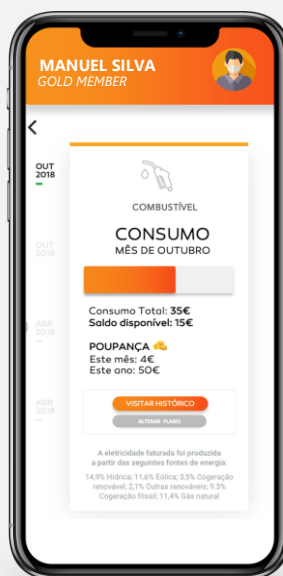 MANUEL SILVA
GOLD MEMBER
OUT
2018
OUT
2018
ABR
2018
ABR
2018
COMBUSTÍVEL
CONSUMO
MÊS DE OUTUBRO
Consumo Total: 35€
Saldo disponível: 15€
POUPANÇA
Este mês: 4€
Este ano: 50€
VISITAR HISTÓRICO
ALTERAR PLANO
A eletricidade faturada foi produzida
a partir das seguintes fontes de energia:
14,9% Hídrica; 11,6% Eólica; 3,5% Cogeração
renovável; 2,1% Outras renováveis; 9.3%
Cogeração fóssil; 11,4% Gás natural